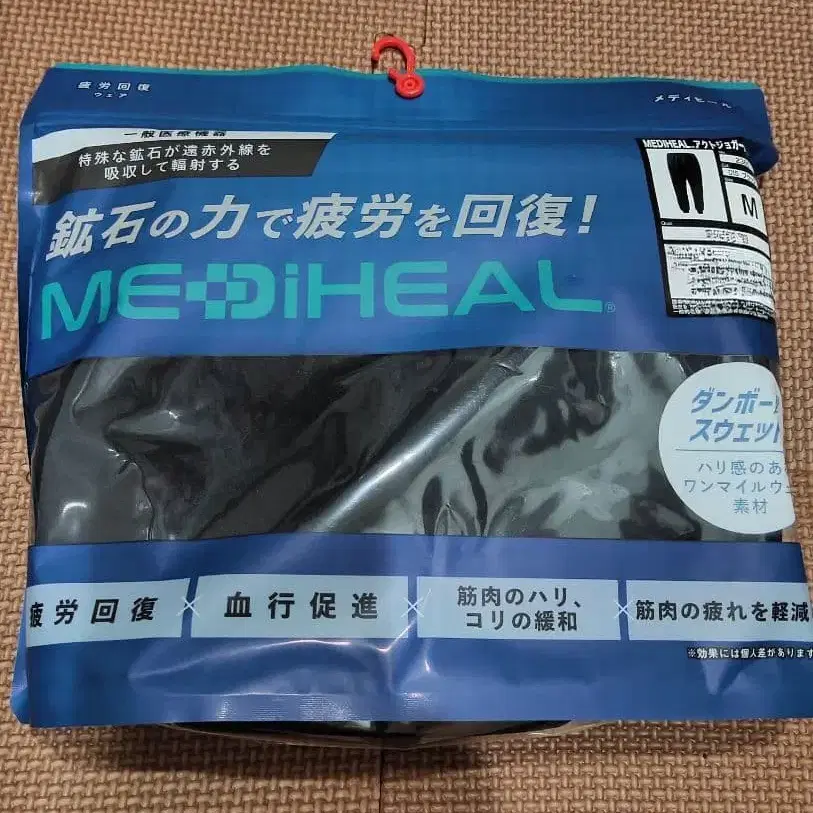 疲労回復
ウェア
メディヒール
一般医療機器
特殊な鉱石が遠赤外線を
吸収して輻射する
鉱石の力で疲労を回復!
MEDiHEAL®
MEDIHEAL アクトジョガー
M
ダンボール
スウェット
ハリ感のあ
ワンマイルウェ
素材
疲労回復
血行促進
筋肉のハリ、
コリの緩和
筋肉の疲れを軽減
※効果には個人差があります